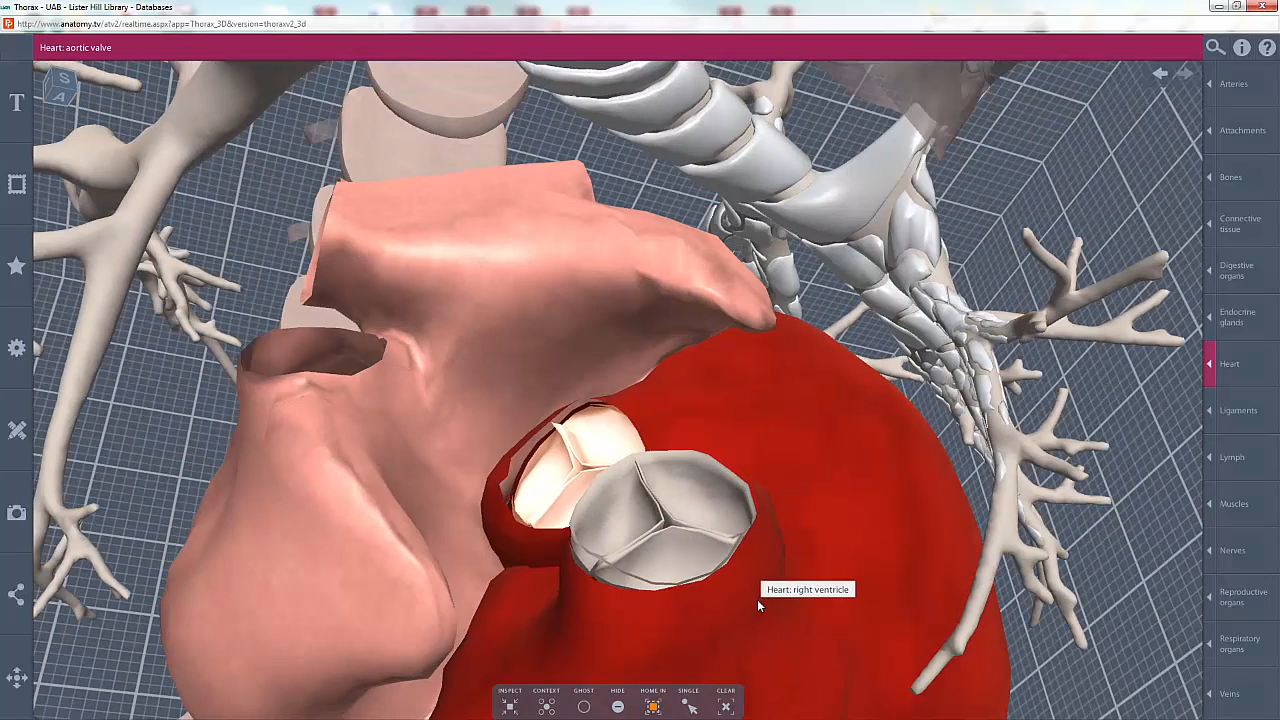 Thorax - UAB - Lister Hill Library - Databases
http://www.anatomy.tv/atv2/realtime.aspx?app=Thorax_3D&version=thoraxv2_3d
Heart: aortic valve
S
A
T
Arteries
Attachments
Bones
Connective
tissue
Digestive
organs
Endocrine
glands
Heart
Ligaments
Lymph
Muscles
Nerves
Reproductive
organs
Respiratory
organs
Veins
Heart: right ventricle
INSPECT CONTEXT GHOST HIDE HOME IN SINGLE CLEAR